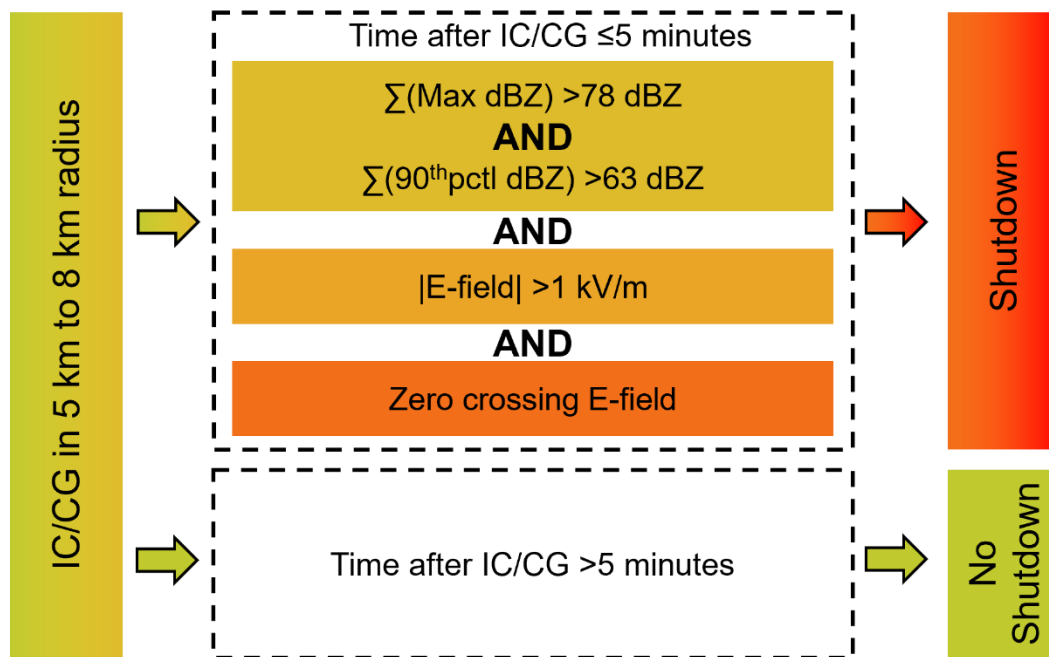 IC/CG in 5 km to 8 km radius
Time after IC/CG ≤5 minutes
∑(Max dBZ) >78 dBZ
AND
∑(90thpctl dBZ) >63 dBZ
AND
|E-field| >1 kV/m
AND
Zero crossing E-field
Shutdown
Time after IC/CG >5 minutes
No
Shutdown